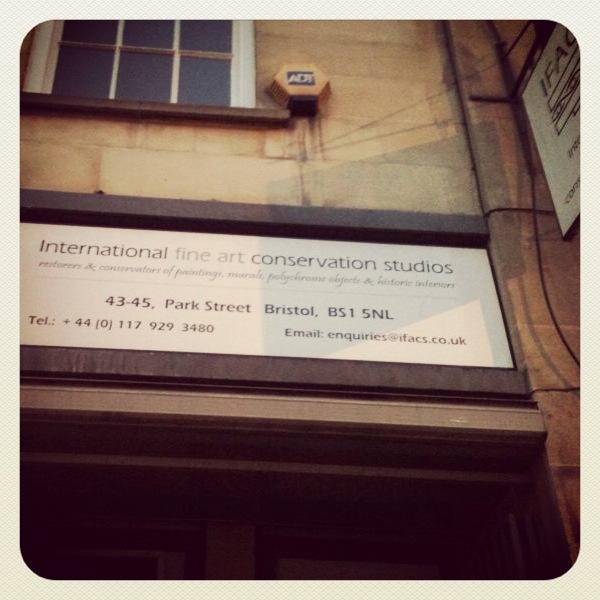 ADT
IFAC
International fine art conservation studios
restorers & conservators of paintings, murals, polychrome objects & historic interiors
43-45, Park Street Bristol, BS1 5NL
Tel.: + 44 (0) 117 929 3480
Email: enquiries@ifacs.co.uk